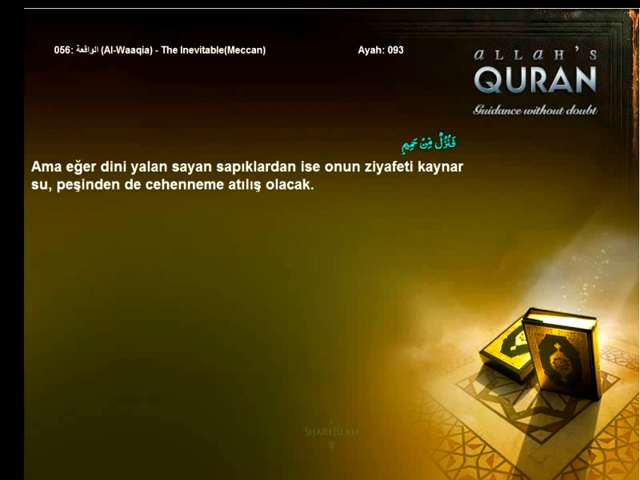 056: الواقعة (Al-Waaqia) - The Inevitable(Meccan) Ayah: 093
ALLAH'S
QURAN
Guidance without doubt
فَنُزُلٌ مِّنْ حَمِيمٍ
Ama eğer dini yalan sayan sapıklardan ise onun ziyafeti kaynar
su, peşinden de cehenneme atılış olacak.
SHAREISLAM